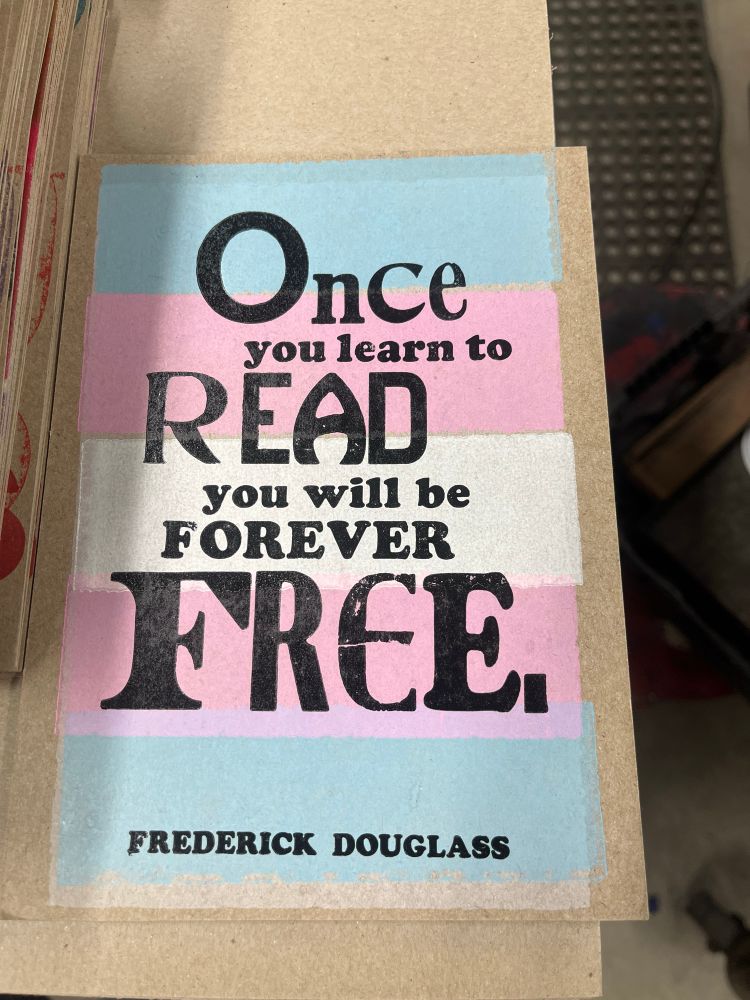 Once
you learn to
READ
you will be
FOREVER
FREE.
FREDERICK DOUGLASS